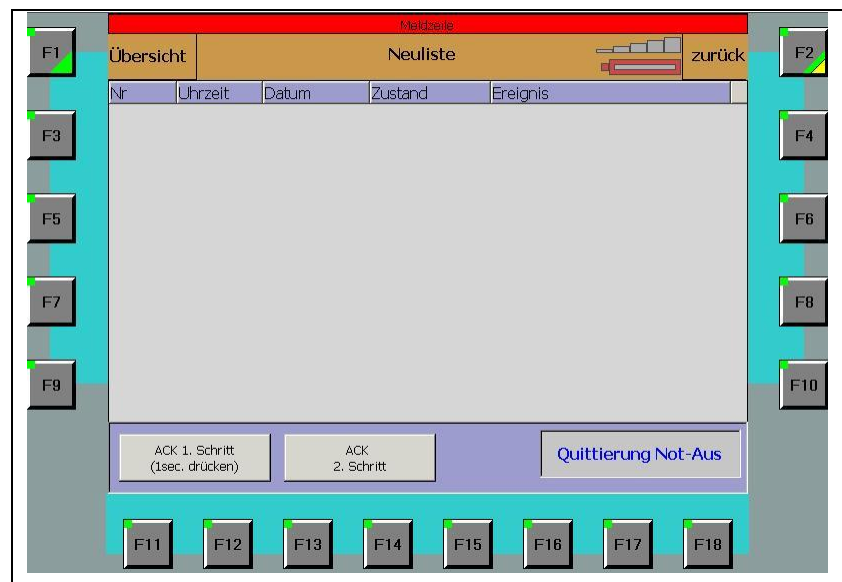 Meldzeile
F1
Übersicht
Neuliste
zurück
F2
Nr Uhrzeit Datum Zustand Ereignis
F3
F4
F5
F6
F7
F8
F9
F10
ACK 1. Schritt
(1sec. drücken)
ACK
2. Schritt
Quittierung Not-Aus
F11 F12 F13 F14 F15 F16 F17 F18